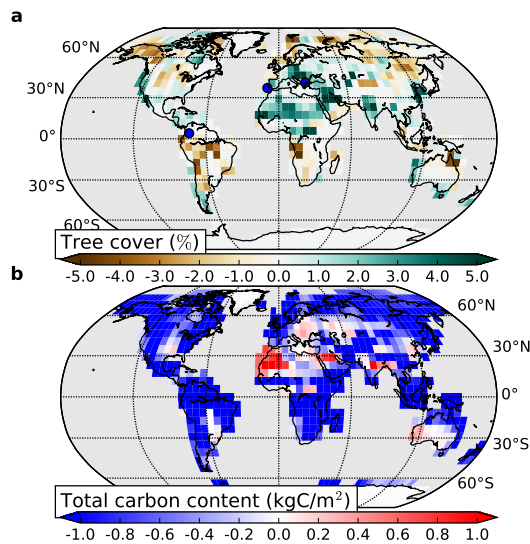 a
60°N
30°N
0°
30°S
60°S
Tree cover (%)
-5.0 -4.0 -3.0 -2.0 -1.0 0.0 1.0 2.0 3.0 4.0 5.0
b
60°N
30°N
0°
30°S
60°S
Total carbon content (kgC/m²)
-1.0 -0.8 -0.6 -0.4 -0.2 0.0 0.2 0.4 0.6 0.8 1.0